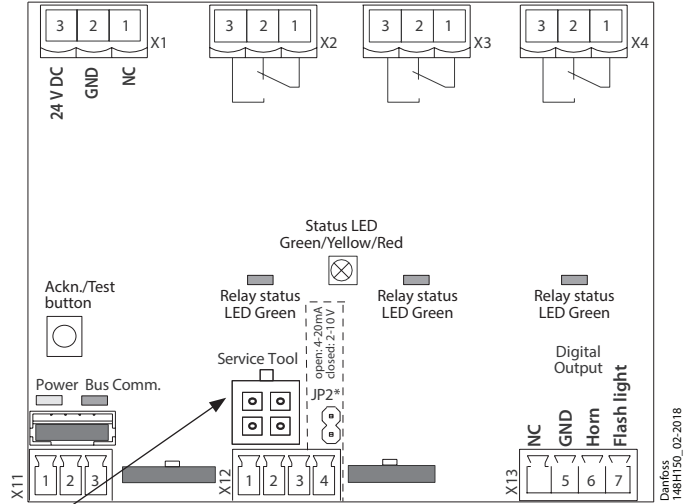 3 2 1
X1
3 2 1
X2
3 2 1
X3
3 2 1
X4
24 V DC
GND
NC
Status LED
Green/Yellow/Red
Ackn./Test
button
Relay status
LED Green
Relay status
LED Green
Relay status
LED Green
open: 4-20mA
closed: 2-10V
Digital
Output
Service Tool
JP2*
Power Bus Comm.
NC
GND
Horn
Flash light
X11
1 2 3
X12
1 2 3 4
X13
5 6 7
Danfoss
148H150_02-2018